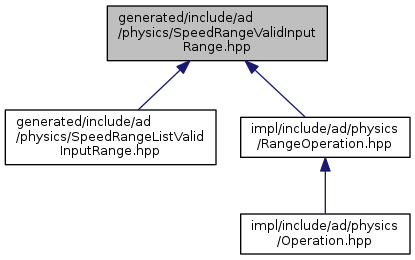 generated/include/ad
/physics/SpeedRangeValidInput
Range.hpp
generated/include/ad
/physics/SpeedRangeListValid
InputRange.hpp
impl/include/ad/physics
/RangeOperation.hpp
impl/include/ad/physics
/Operation.hpp